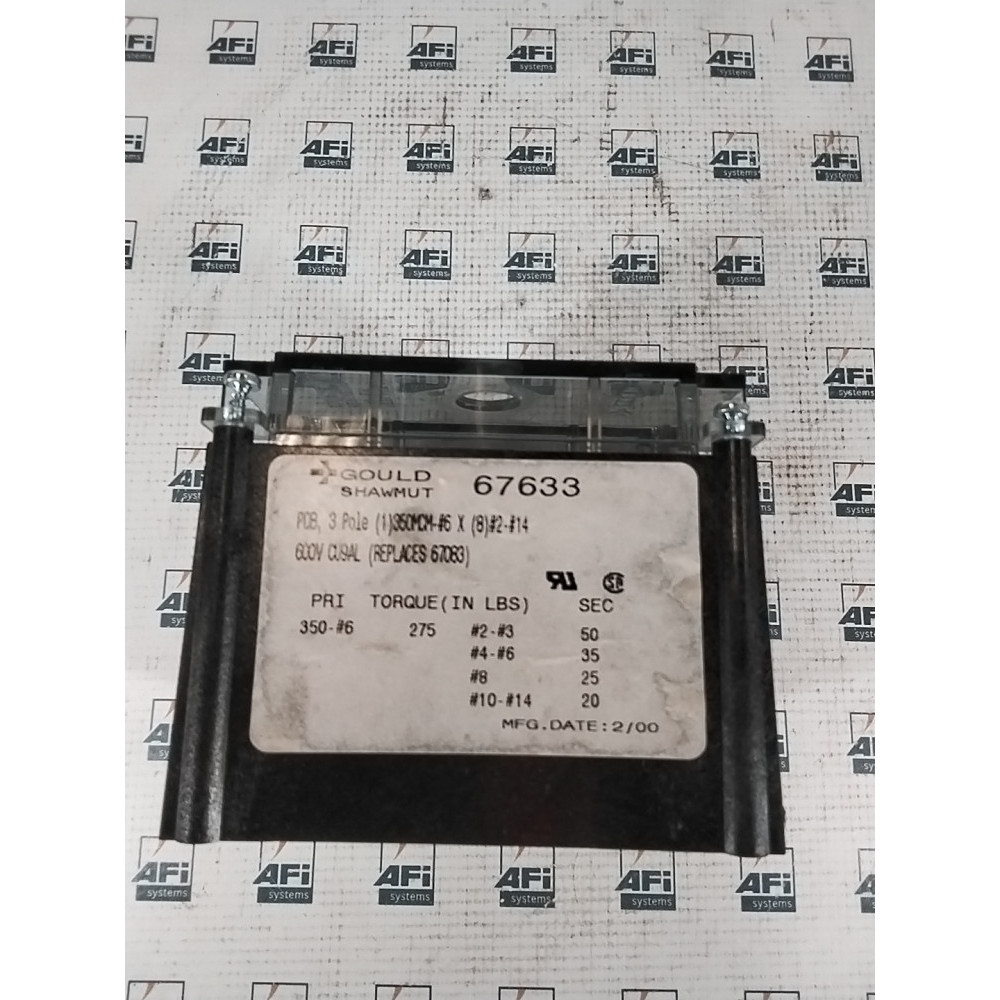 GOULD
SHAWMUT
67633
PDB, 3 Pole (1)350MCM-#6 X (8)#2-#14
600V CU9AL (REPLACES 67083)
PRI TORQUE(IN LBS) SEC
350-#6 275 #2-#3 50
#4-#6 35
#8 25
#10-#14 20
MFG.DATE:2/00
AFi
systems